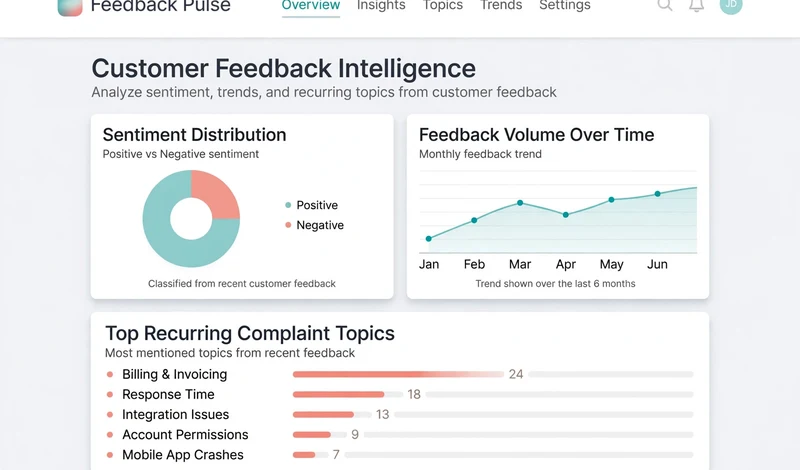 Feedback Pulse
Overview Insights Topics Trends Settings
JD
Customer Feedback Intelligence
Analyze sentiment, trends, and recurring topics from customer feedback
Sentiment Distribution
Positive vs Negative sentiment
Positive
Negative
Classified from recent customer feedback
Feedback Volume Over Time
Monthly feedback trend
Jan Feb Mar Apr May Jun
Trend shown over the last 6 months
Top Recurring Complaint Topics
Most mentioned topics from recent feedback
Billing & Invoicing 24
Response Time 18
Integration Issues 13
Account Permissions 9
Mobile App Crashes 7